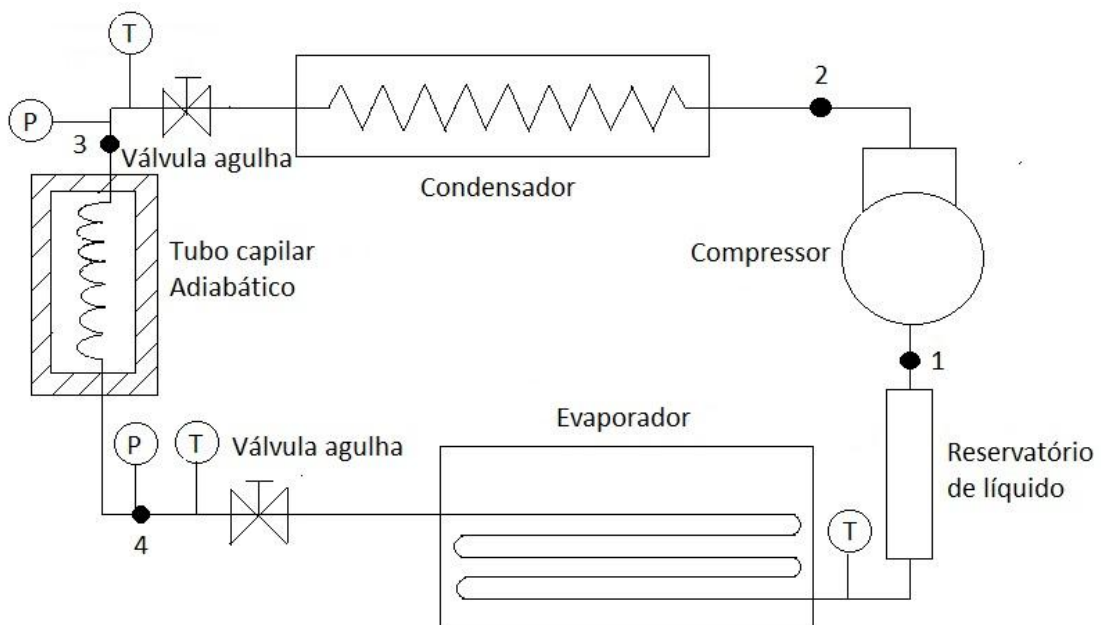 T
2
P
3
Válvula agulha
Condensador
Tubo capilar
Adiabático
Compressor
1
Evaporador
P
T
Válvula agulha
Reservatório
de líquido
4
T